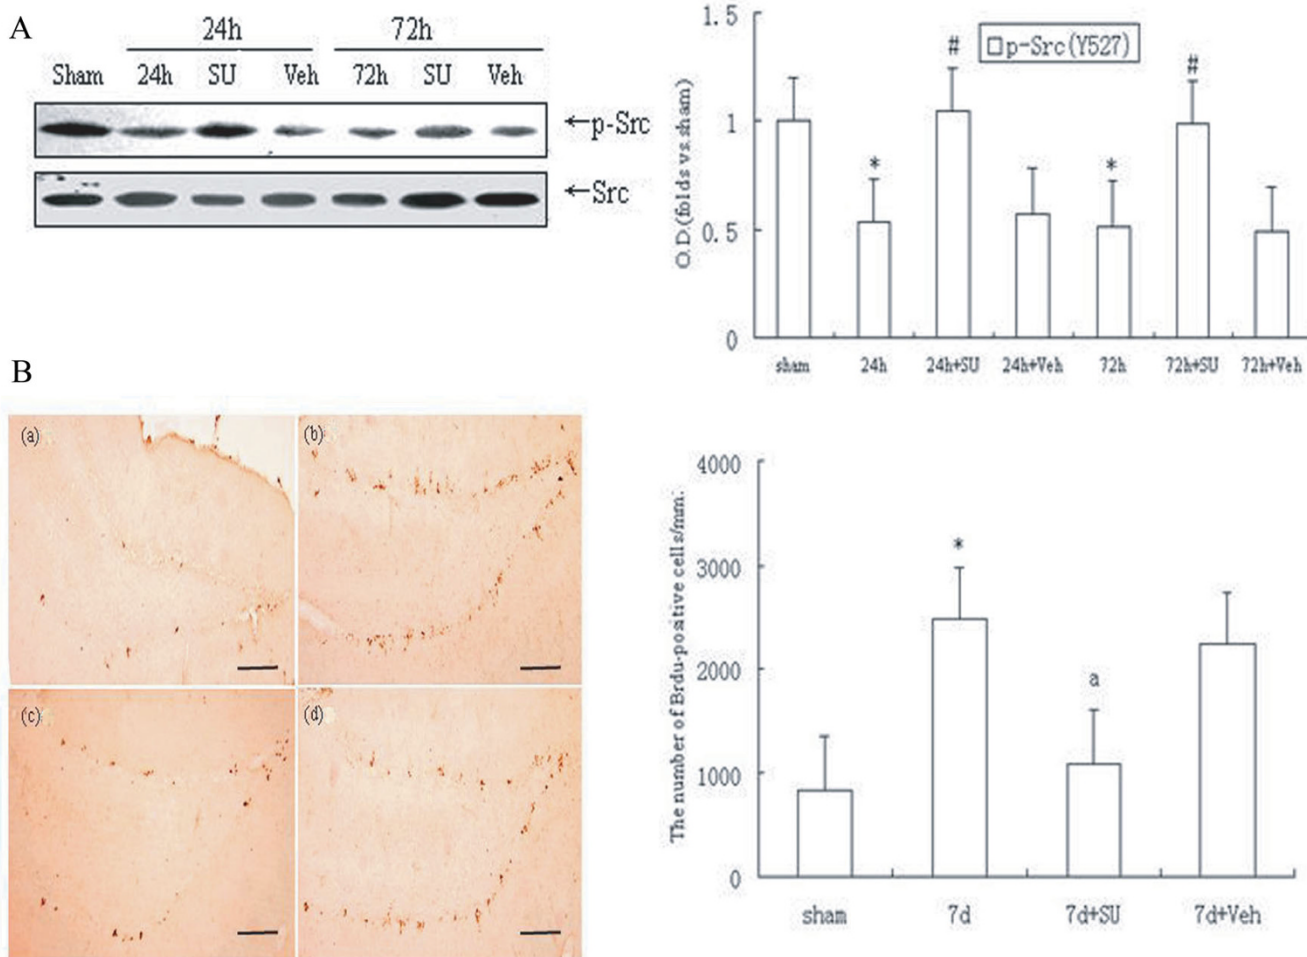 A
24h 72h
Sham 24h SU Veh 72h SU Veh
←p-Src
←Src
1.5
1
0.5
0
O.D.(folds vs.sham)
p-Src(Y527)
* # * #
sham 24h 24h+SU 24h+Veh 72h 72h+SU 72h+Veh
B
(a) (b)
(c) (d)
4000
3000
2000
1000
0
The number of Brdu-positive cells/mm.
* a
sham 7d 7d+SU 7d+Veh